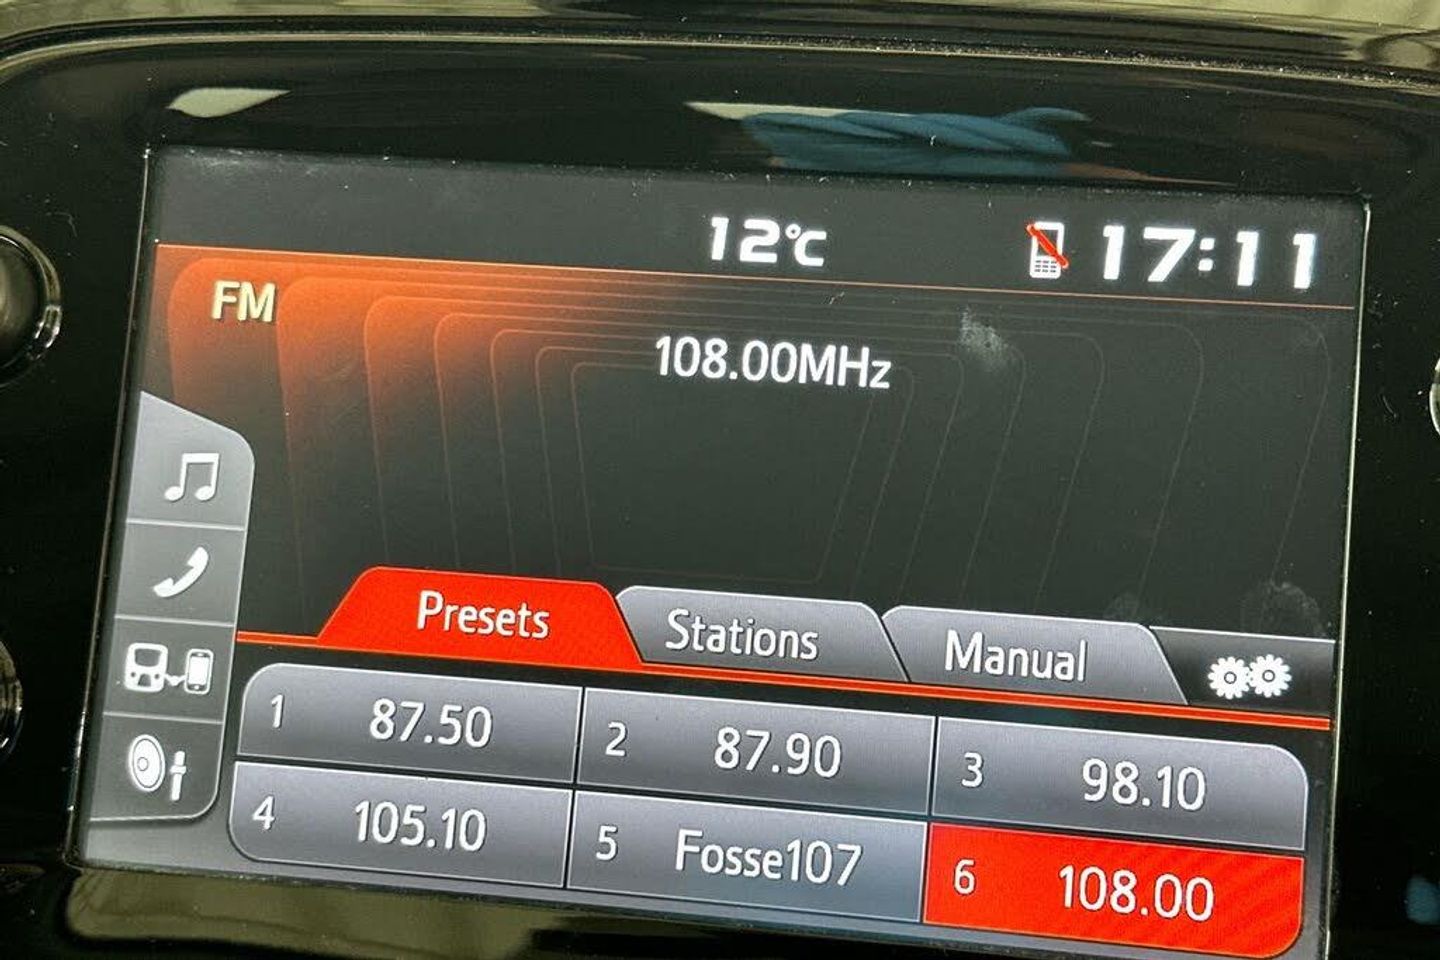 12°C 17:11
FM
108.00MHz
Presets Stations Manual
1 87.50 2 87.90 3 98.10
4 105.10 5 Fosse107 6 108.00